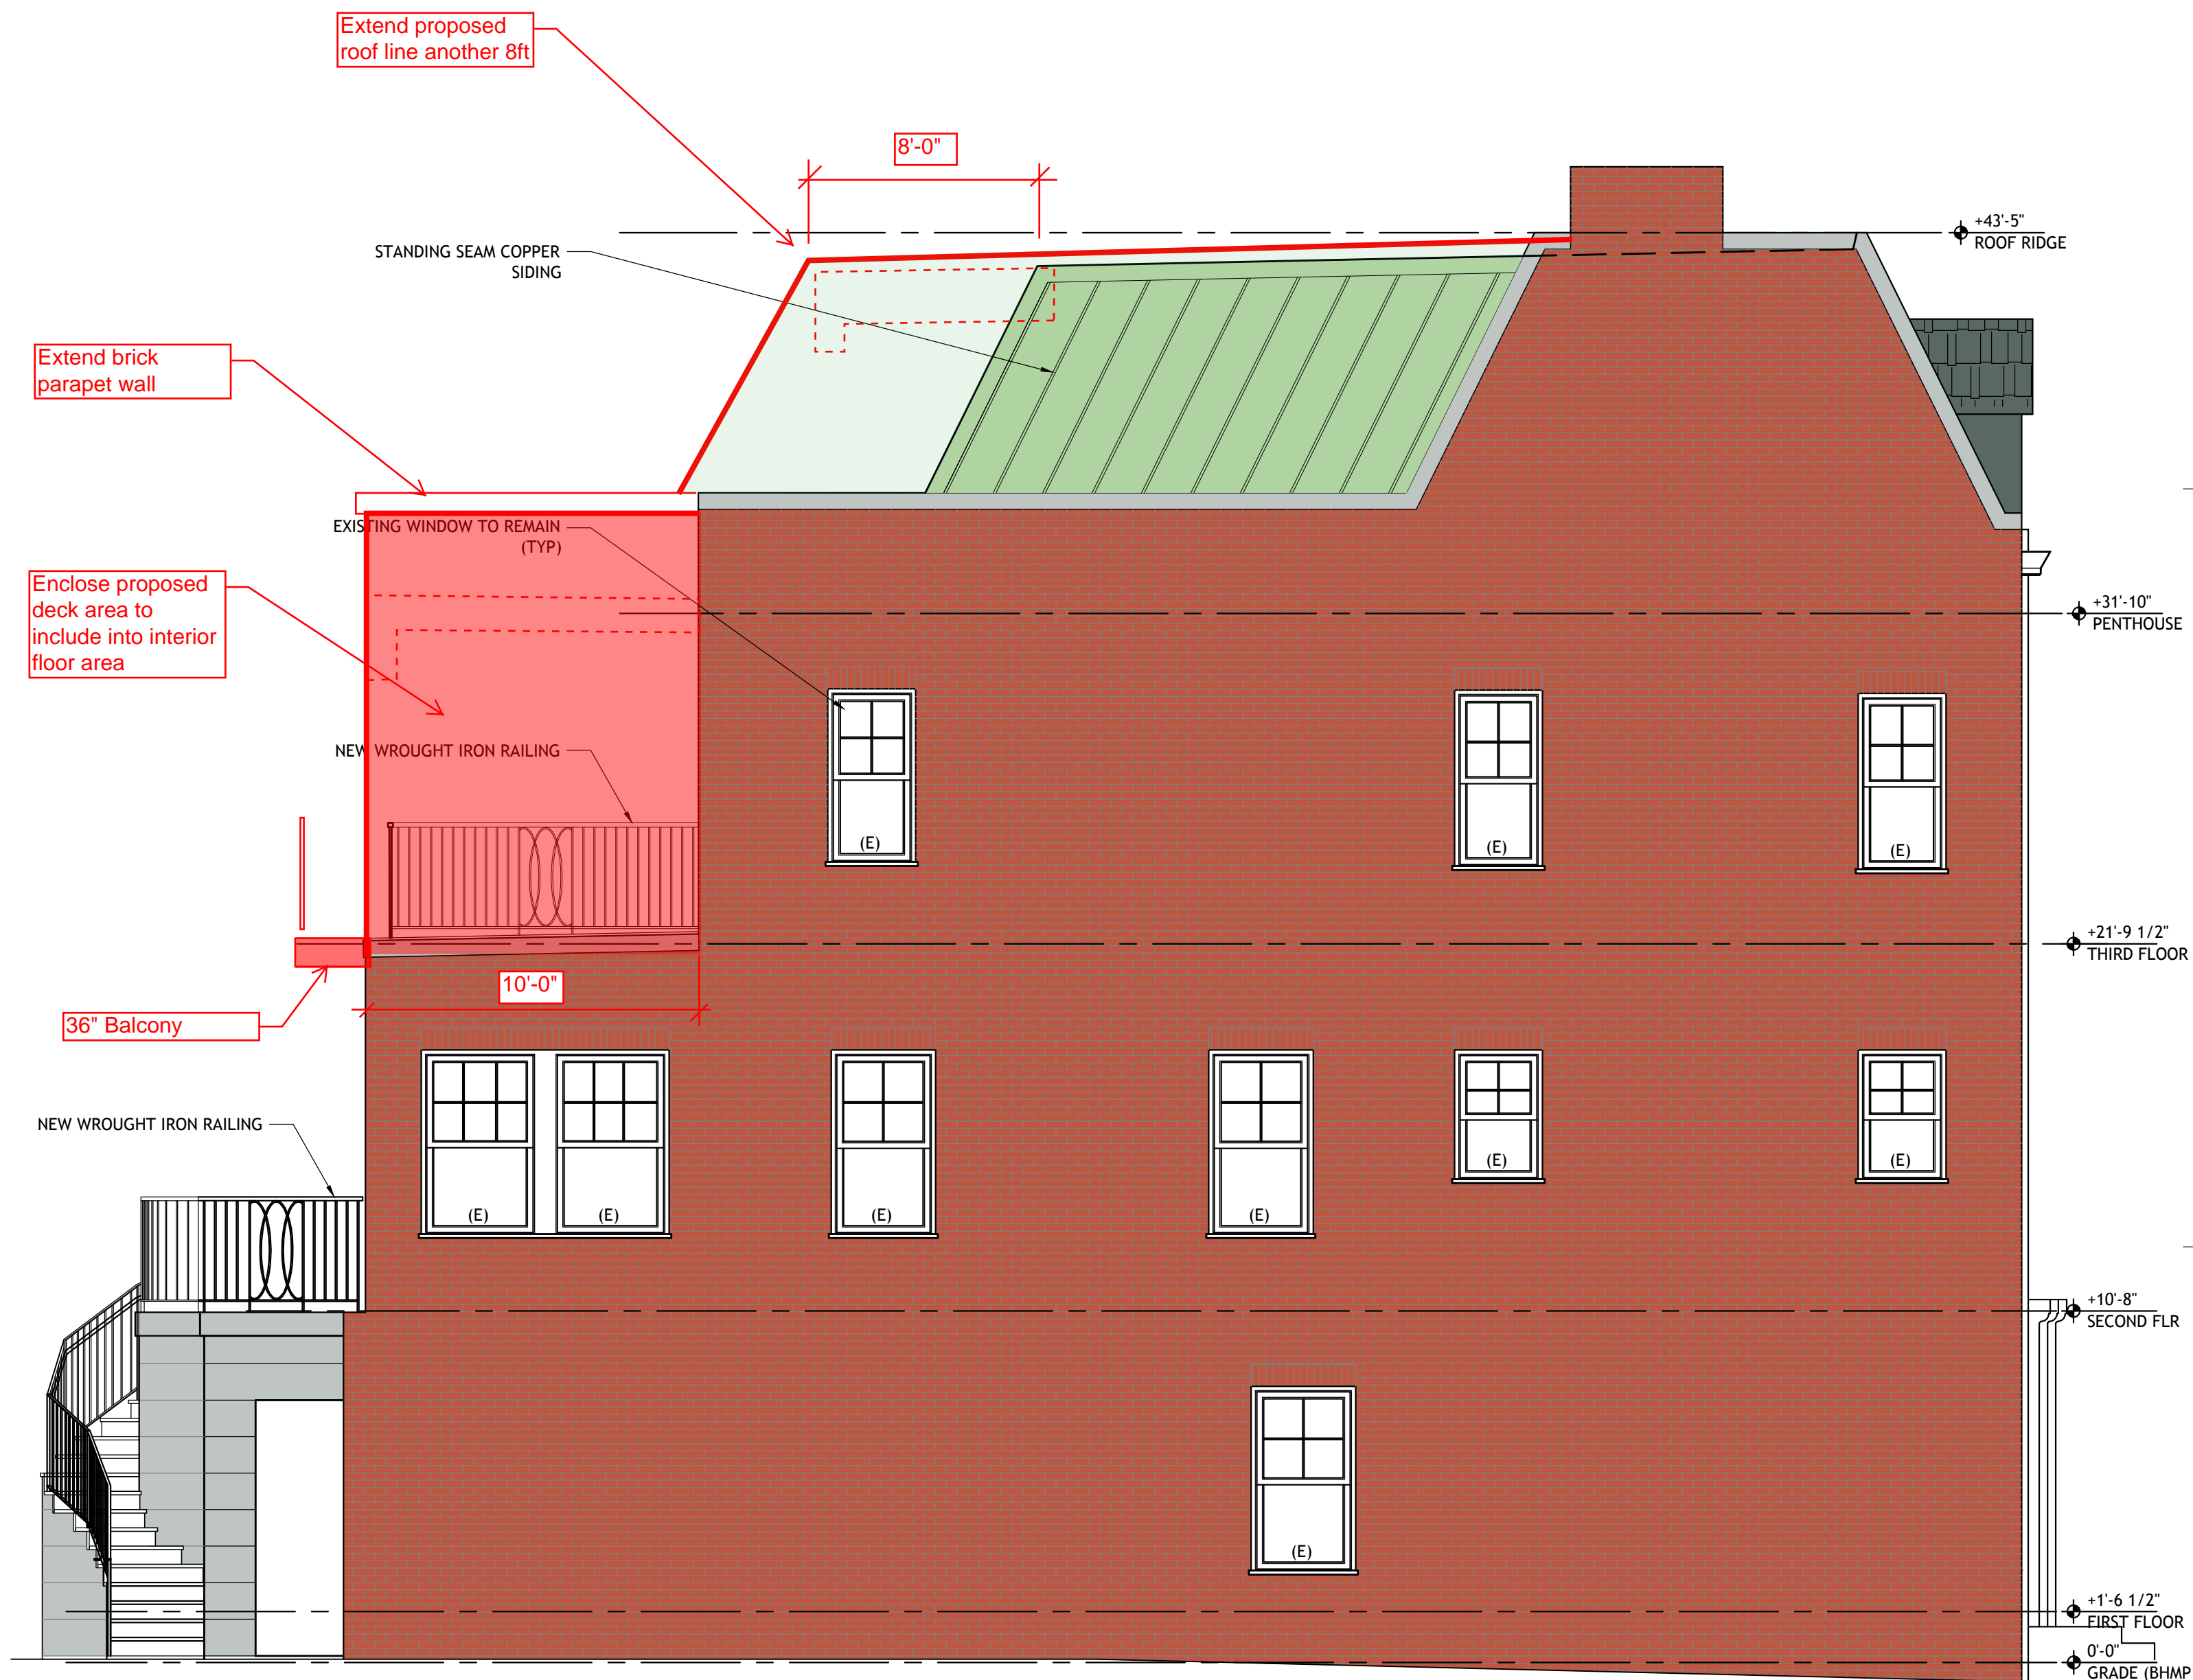 Extend proposed
roof line another 8ft
8'-0"
+43'-5"
ROOF RIDGE
STANDING SEAM COPPER
SIDING
Extend brick
parapet wall
EXISTING WINDOW TO REMAIN
(TYP)
Enclose proposed
deck area to
include into interior
floor area
+31'-10"
PENTHOUSE
NEW WROUGHT IRON RAILING
(E)
(E)
(E)
+21'-9 1/2"
THIRD FLOOR
10'-0"
36" Balcony
NEW WROUGHT IRON RAILING
(E)
(E)
(E)
(E)
(E)
(E)
+10'-8"
SECOND FLR
(E)
+1'-6 1/2"
FIRST FLOOR
0'-0"
GRADE (BHMP